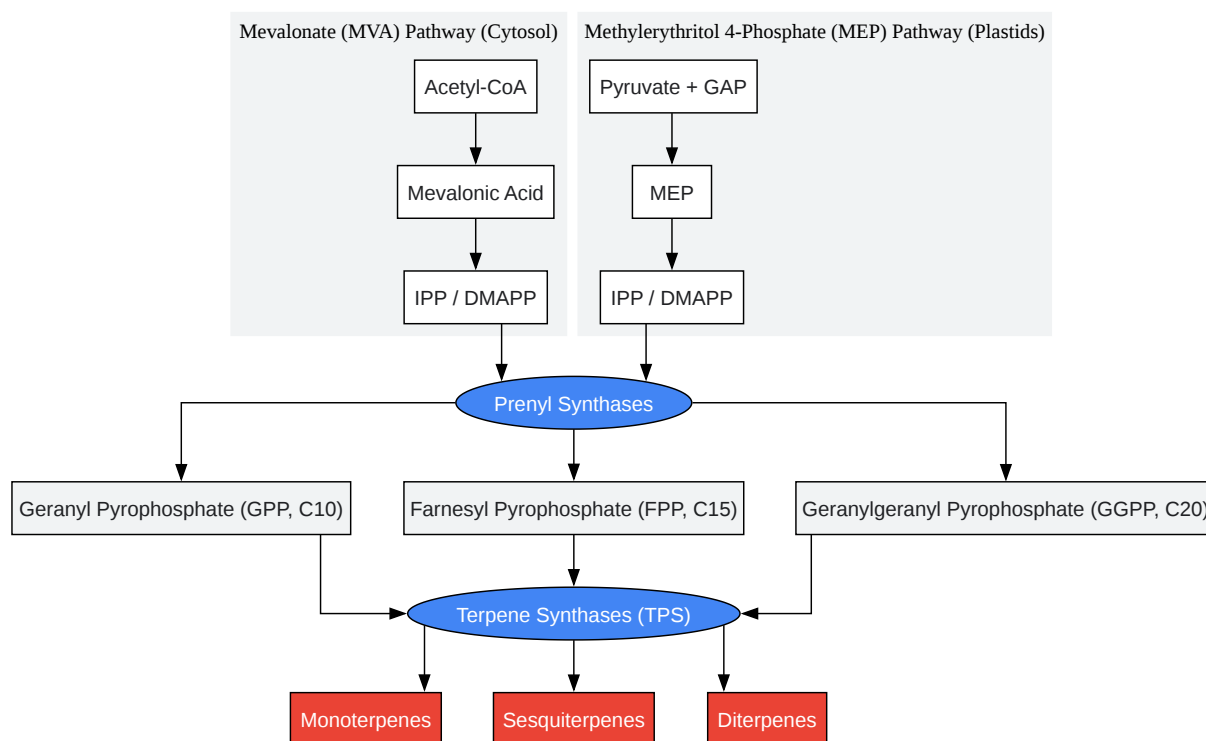 Mevalonate (MVA) Pathway (Cytosol)
Methylerythritol 4-Phosphate (MEP) Pathway (Plastids)
Acetyl-CoA
Pyruvate + GAP
Mevalonic Acid
MEP
IPP / DMAPP
IPP / DMAPP
Prenyl Synthases
Geranyl Pyrophosphate (GPP, C10)
Farnesyl Pyrophosphate (FPP, C15)
Geranylgeranyl Pyrophosphate (GGPP, C20)
Terpene Synthases (TPS)
Monoterpenes
Sesquiterpenes
Diterpenes